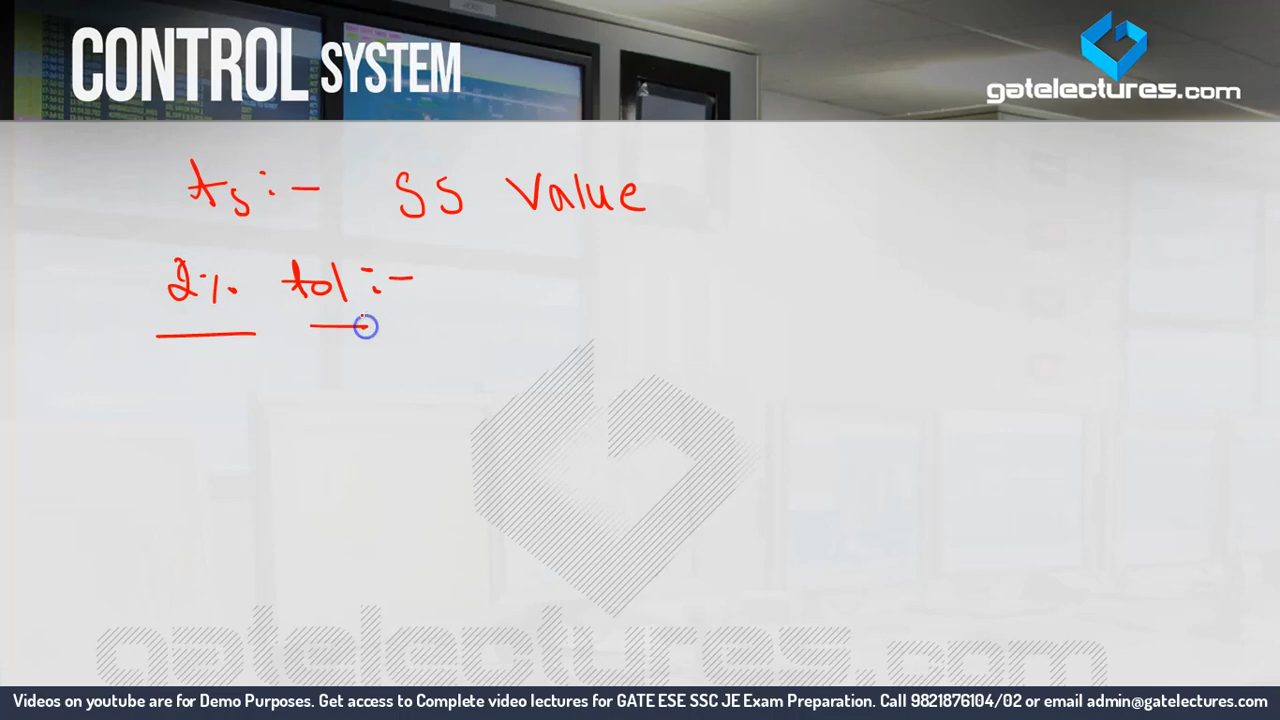 CONTROL SYSTEM
gatelectures.com
ts :- SS Value
2% tol :-
gatelectures.com
Videos on youtube are for Demo Purposes. Get access to Complete video lectures for GATE ESE SSC JE Exam Preparation. Call 9821876104/02 or email admin@gatelectures.com